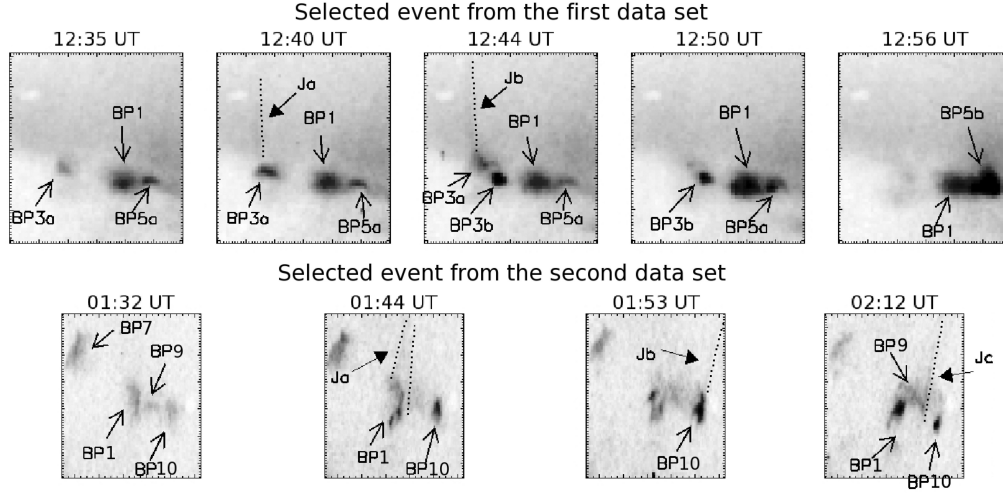 Selected event from the first data set
12:35 UT
12:40 UT
12:44 UT
12:50 UT
12:56 UT
BP1
BP3a
BP5a
Ja
BP1
BP3a
BP5a
Jb
BP1
BP3a
BP3b
BP5a
BP1
BP3b
BP5a
BP5b
BP1
Selected event from the second data set
01:32 UT
01:44 UT
01:53 UT
02:12 UT
BP7
BP9
BP1
BP10
Ja
BP1
BP10
Jb
BP10
BP9
Jc
BP1
BP10